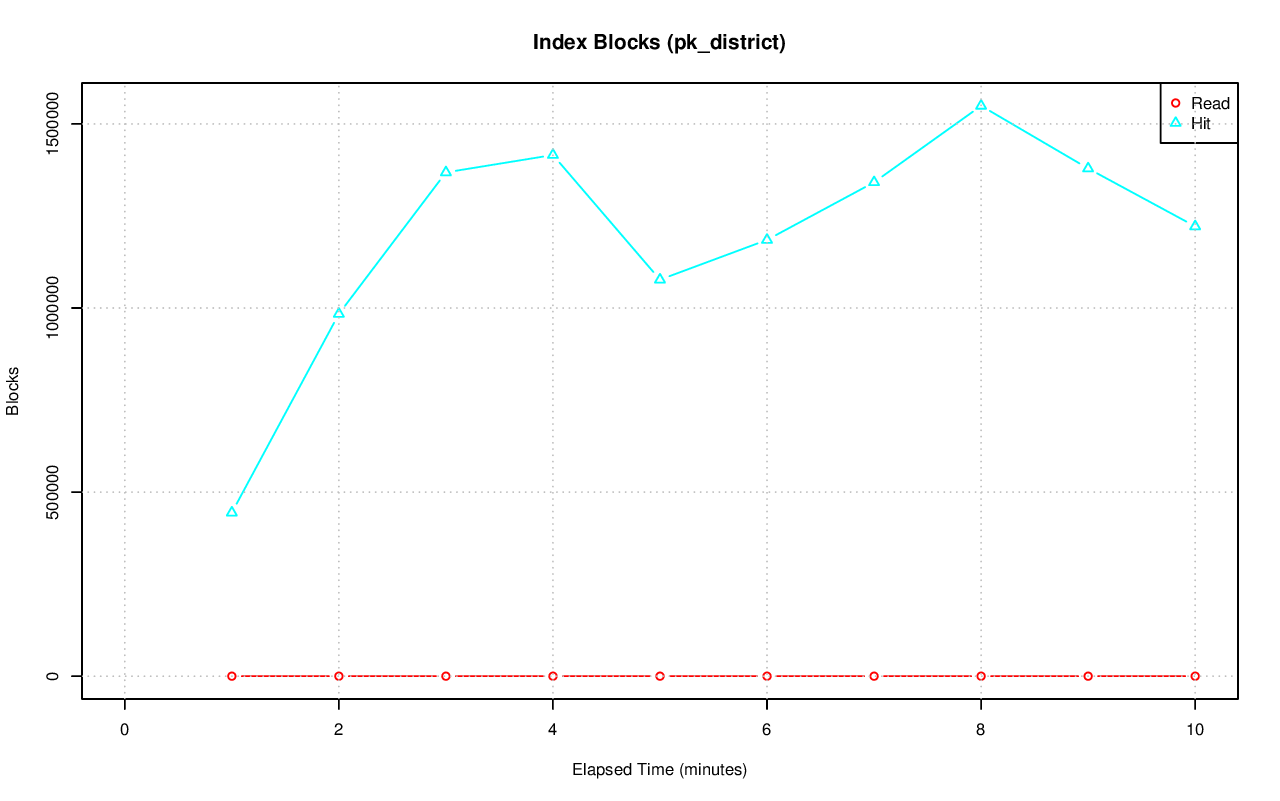 Index Blocks (pk_district)
Read
Hit
1500000
1000000
500000
0
Blocks
0 2 4 6 8 10
Elapsed Time (minutes)